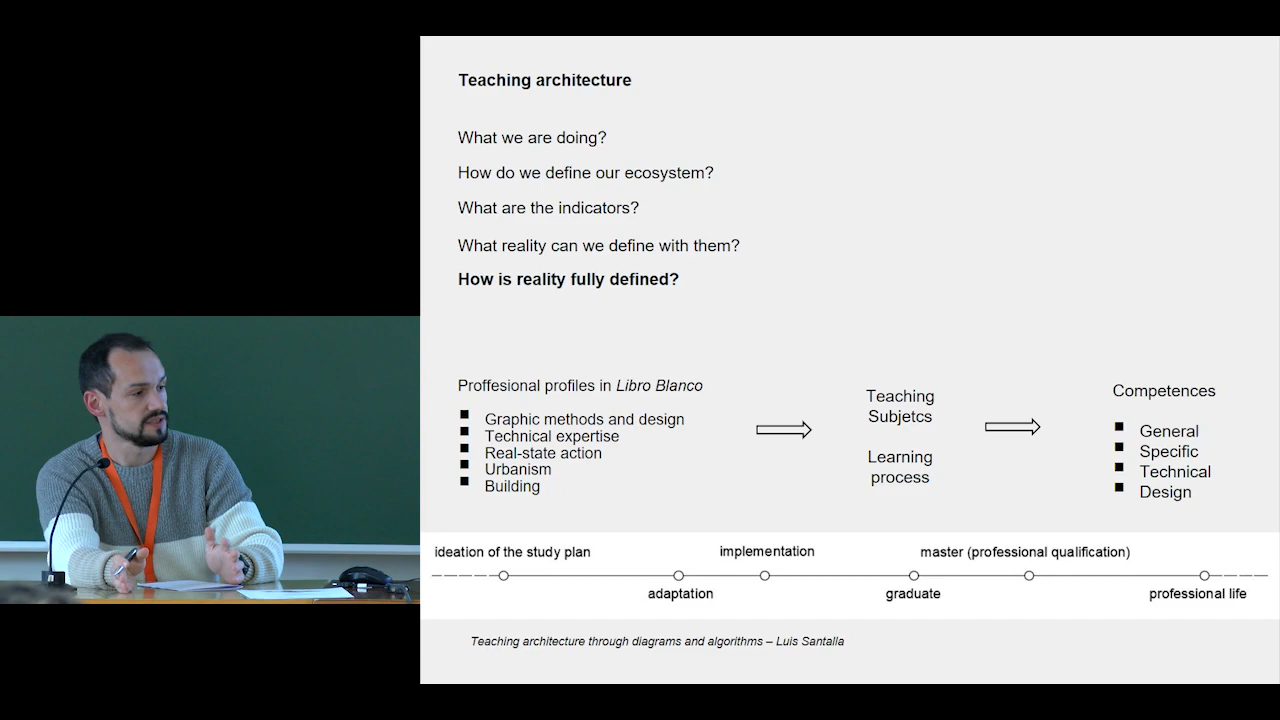 Teaching architecture
What we are doing?
How do we define our ecosystem?
What are the indicators?
What reality can we define with them?
How is reality fully defined?
Proffesional profiles in Libro Blanco
Graphic methods and design
Technical expertise
Real-state action
Urbanism
Building
Teaching
Subjetcs
Learning
process
Competences
General
Specific
Technical
Design
ideation of the study plan
implementation
master (professional qualification)
adaptation
graduate
professional life
Teaching architecture through diagrams and algorithms – Luis Santalla